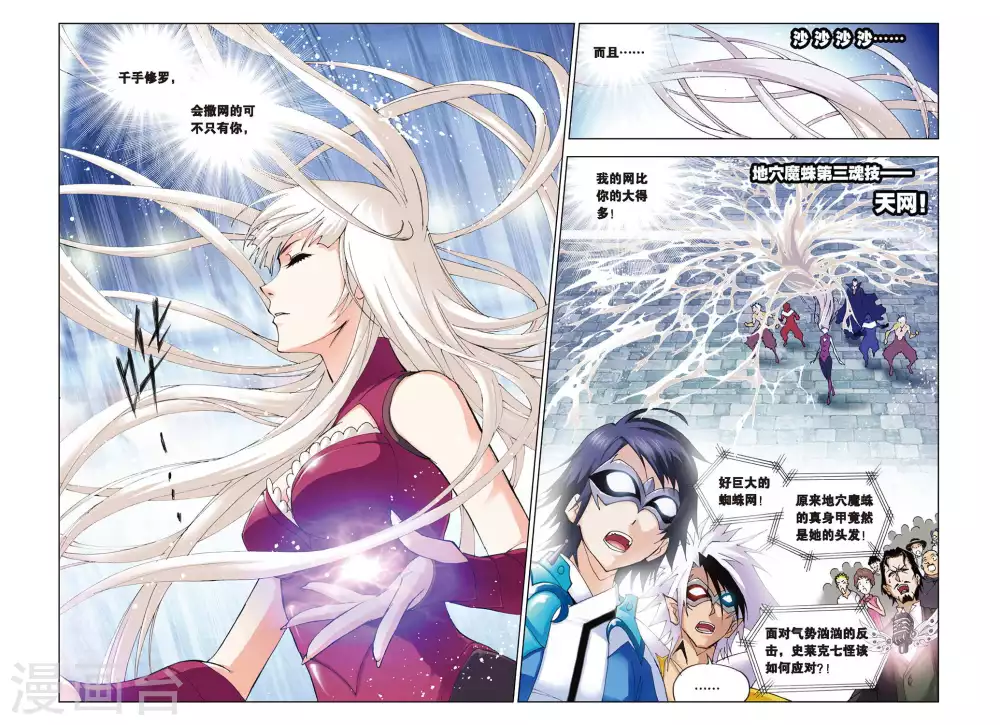 千手修罗，
会撒网的可
不只有你，
而且……
沙沙沙沙……
我的网比
你的大得
多！
地穴魔蛛第三魂技——
天网！
好巨大的
蜘蛛网！
原来地穴魔蛛
的真身甲竟然
是她的头发！
面对气势汹汹的反
击，史莱克七怪该
如何应对？！
……
漫画台